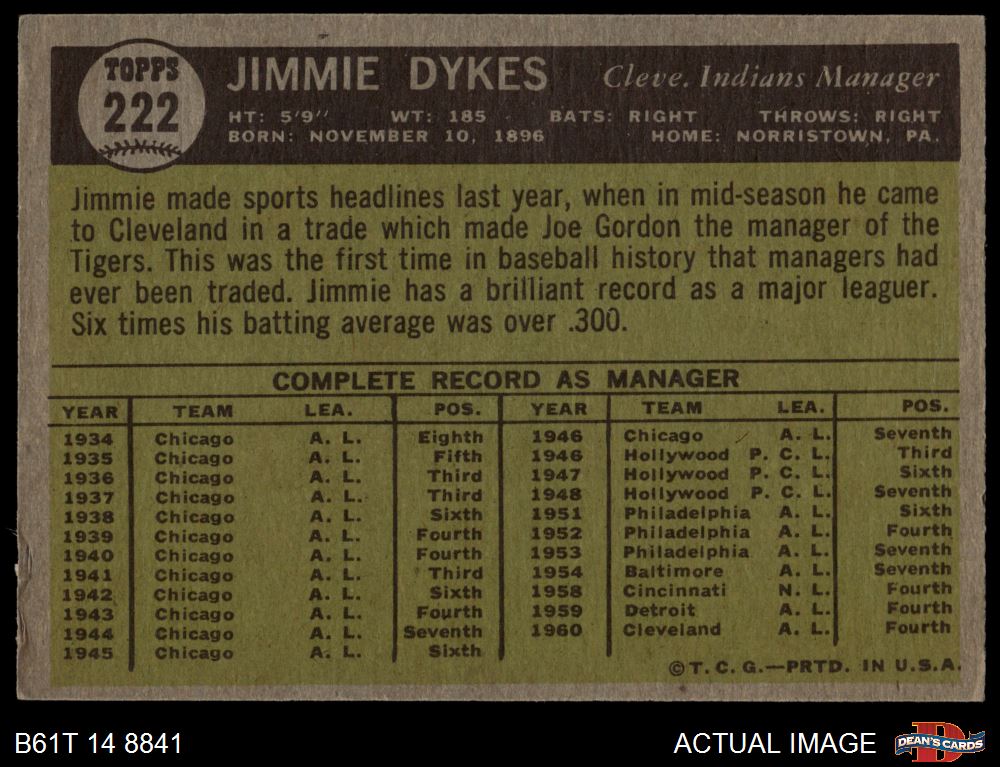 TOPPS
222
JIMMIE DYKES Cleve. Indians Manager
HT: 5'9" WT: 185 BATS: RIGHT THROWS: RIGHT
BORN: NOVEMBER 10, 1896 HOME: NORRISTOWN, PA.
Jimmie made sports headlines last year, when in mid-season he came
to Cleveland in a trade which made Joe Gordon the manager of the
Tigers. This was the first time in baseball history that managers had
ever been traded. Jimmie has a brilliant record as a major leaguer.
Six times his batting average was over .300.
COMPLETE RECORD AS MANAGER
YEAR TEAM LEA. POS. YEAR TEAM LEA. POS.
1934 Chicago A. L. Eighth 1946 Chicago A. L. Seventh
1935 Chicago A. L. Fifth 1946 Hollywood P. C. L. Third
1936 Chicago A. L. Third 1947 Hollywood P. C. L. Sixth
1937 Chicago A. L. Third 1948 Hollywood P. C. L. Seventh
1938 Chicago A. L. Sixth 1951 Philadelphia A. L. Sixth
1939 Chicago A. L. Fourth 1952 Philadelphia A. L. Fourth
1940 Chicago A. L. Fourth 1953 Philadelphia A. L. Seventh
1941 Chicago A. L. Third 1954 Baltimore A. L. Seventh
1942 Chicago A. L. Sixth 1958 Cincinnati N. L. Fourth
1943 Chicago A. L. Fourth 1959 Detroit A. L. Fourth
1944 Chicago A. L. Seventh 1960 Cleveland A. L. Fourth
1945 Chicago A. L. Sixth
©T. C. G.—PRTD. IN U.S.A.
B61T 14 8841 ACTUAL IMAGE DEAN'S CARDS